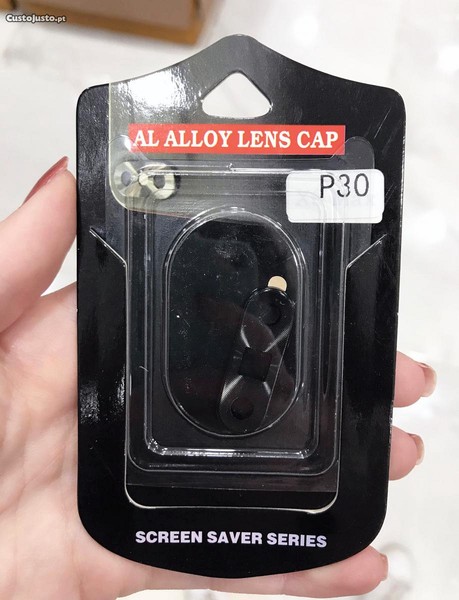 CustoJusto.pt
AL ALLOY LENS CAP
P30
SCREEN SAVER SERIES